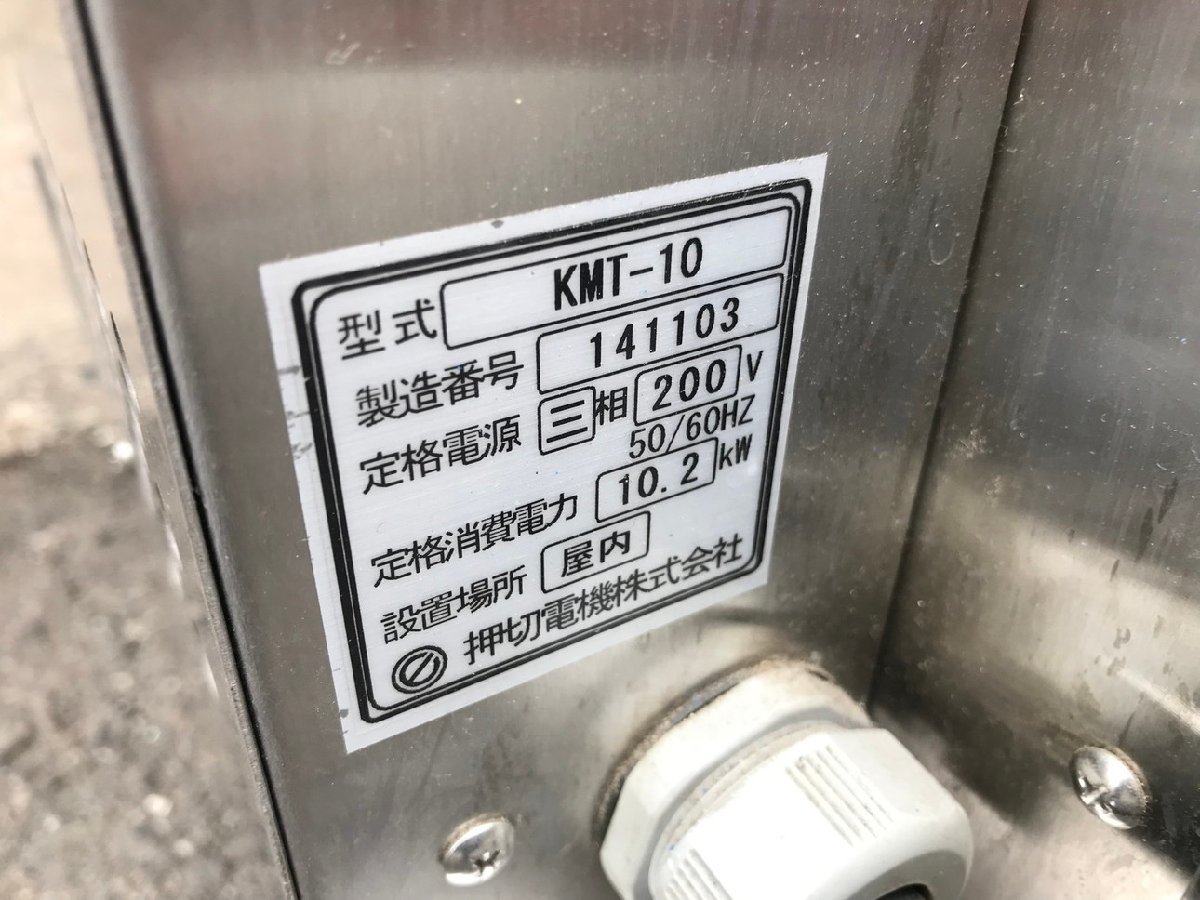 型式 KMT-10
製造番号 141103
定格電源 三相 200 V
50/60HZ
定格消費電力 10.2 kW
設置場所 屋内
押切電機株式会社